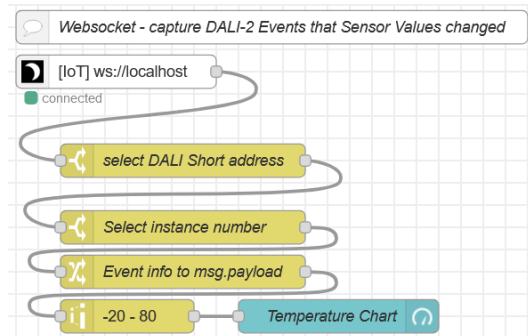 Websocket - capture DALI-2 Events that Sensor Values changed
[IoT] ws://localhost
connected
select DALI Short address
Select instance number
Event info to msg.payload
-20 - 80
Temperature Chart